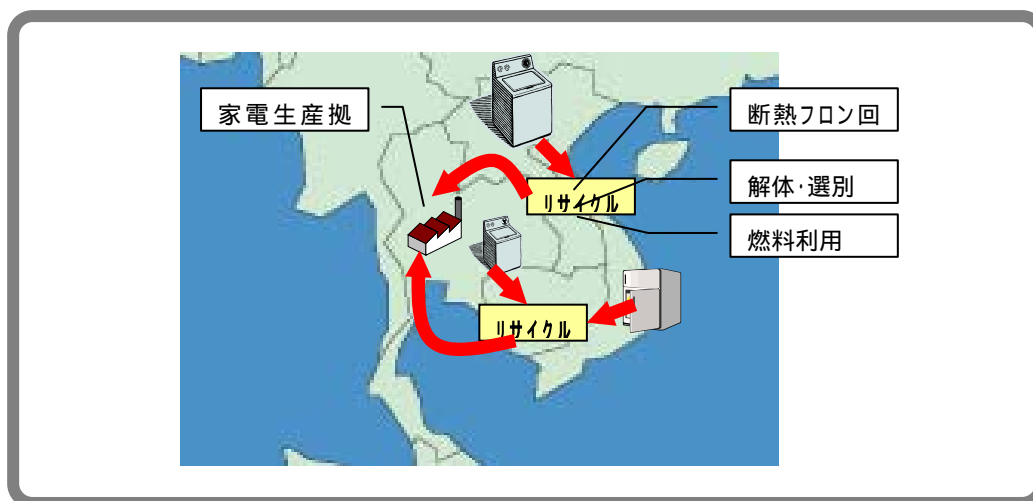 家電生産拠
断熱フロン回
解体・選別
リサイクル
燃料利用
リサイクル